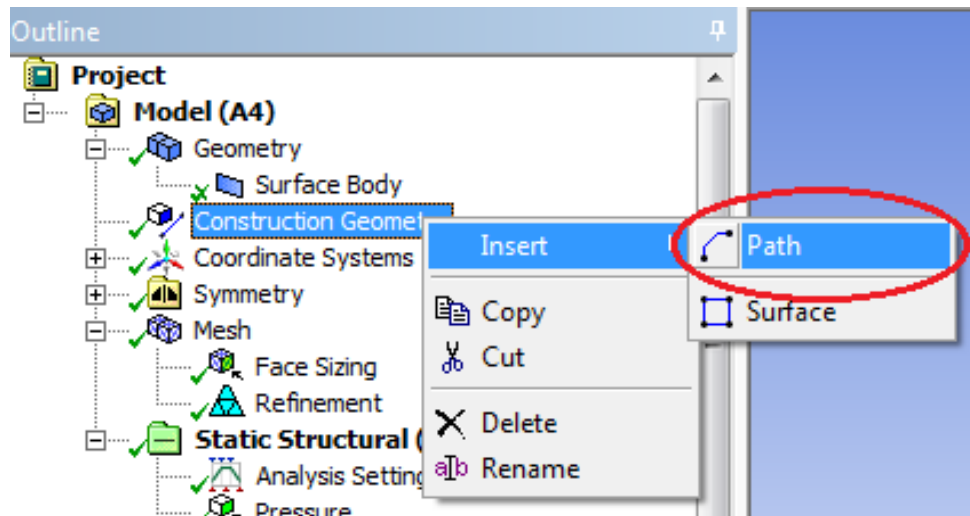 Outline
Project
Model (A4)
Geometry
Surface Body
Construction Geomet
Coordinate Systems
Symmetry
Mesh
Face Sizing
Refinement
Static Structural (
Analysis Setting
Pressure
Insert
Copy
Cut
Delete
Rename
Path
Surface